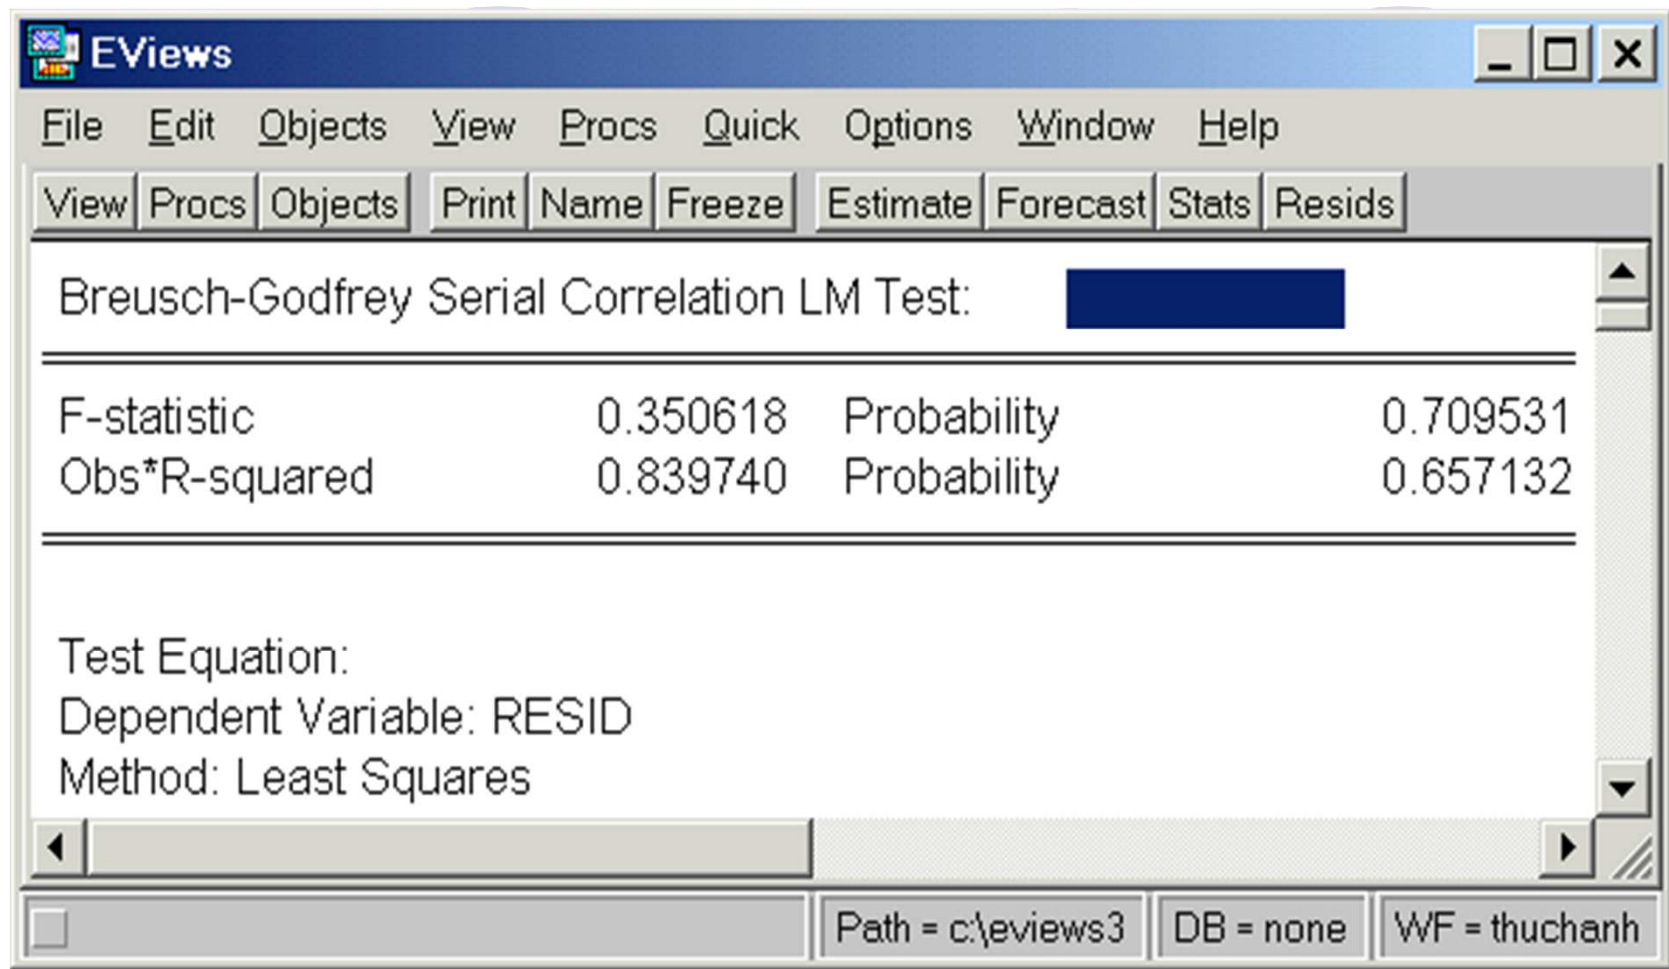 EViews
File Edit Objects View Procs Quick Options Window Help
View Procs Objects Print Name Freeze Estimate Forecast Stats Resids
Breusch-Godfrey Serial Correlation LM Test:
F-statistic 0.350618 Probability 0.709531
Obs*R-squared 0.839740 Probability 0.657132
Test Equation:
Dependent Variable: RESID
Method: Least Squares
Path = c:\eviews3 DB = none WF = thuchanh